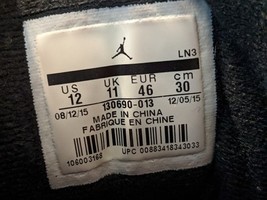 LN3
US UK EUR cm
12 11 46 30
08/12/15 130690-013 12/05/15
MADE IN CHINA
FABRIQUE EN CHINE
UPC 00883418343033